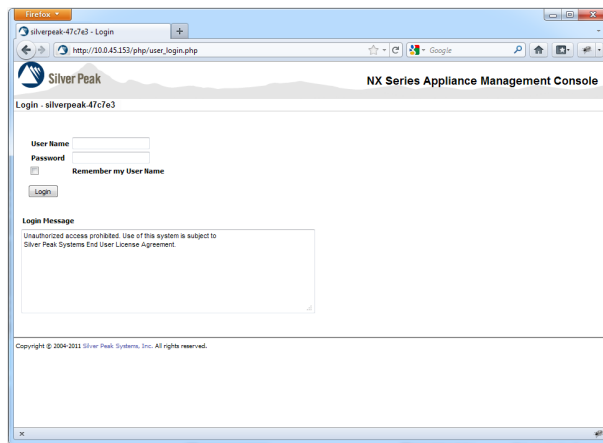 Firefox
silverpeak-47c7e3 - Login
http://10.0.45.153/php/user_login.php
Google
Silver Peak
NX Series Appliance Management Console
Login - silverpeak-47c7e3
User Name
Password
Remember my User Name
Login
Login Message
Unauthorized access prohibited. Use of this system is subject to
Silver Peak Systems End User License Agreement.
Copyright © 2004-2011 Silver Peak Systems, Inc. All rights reserved.